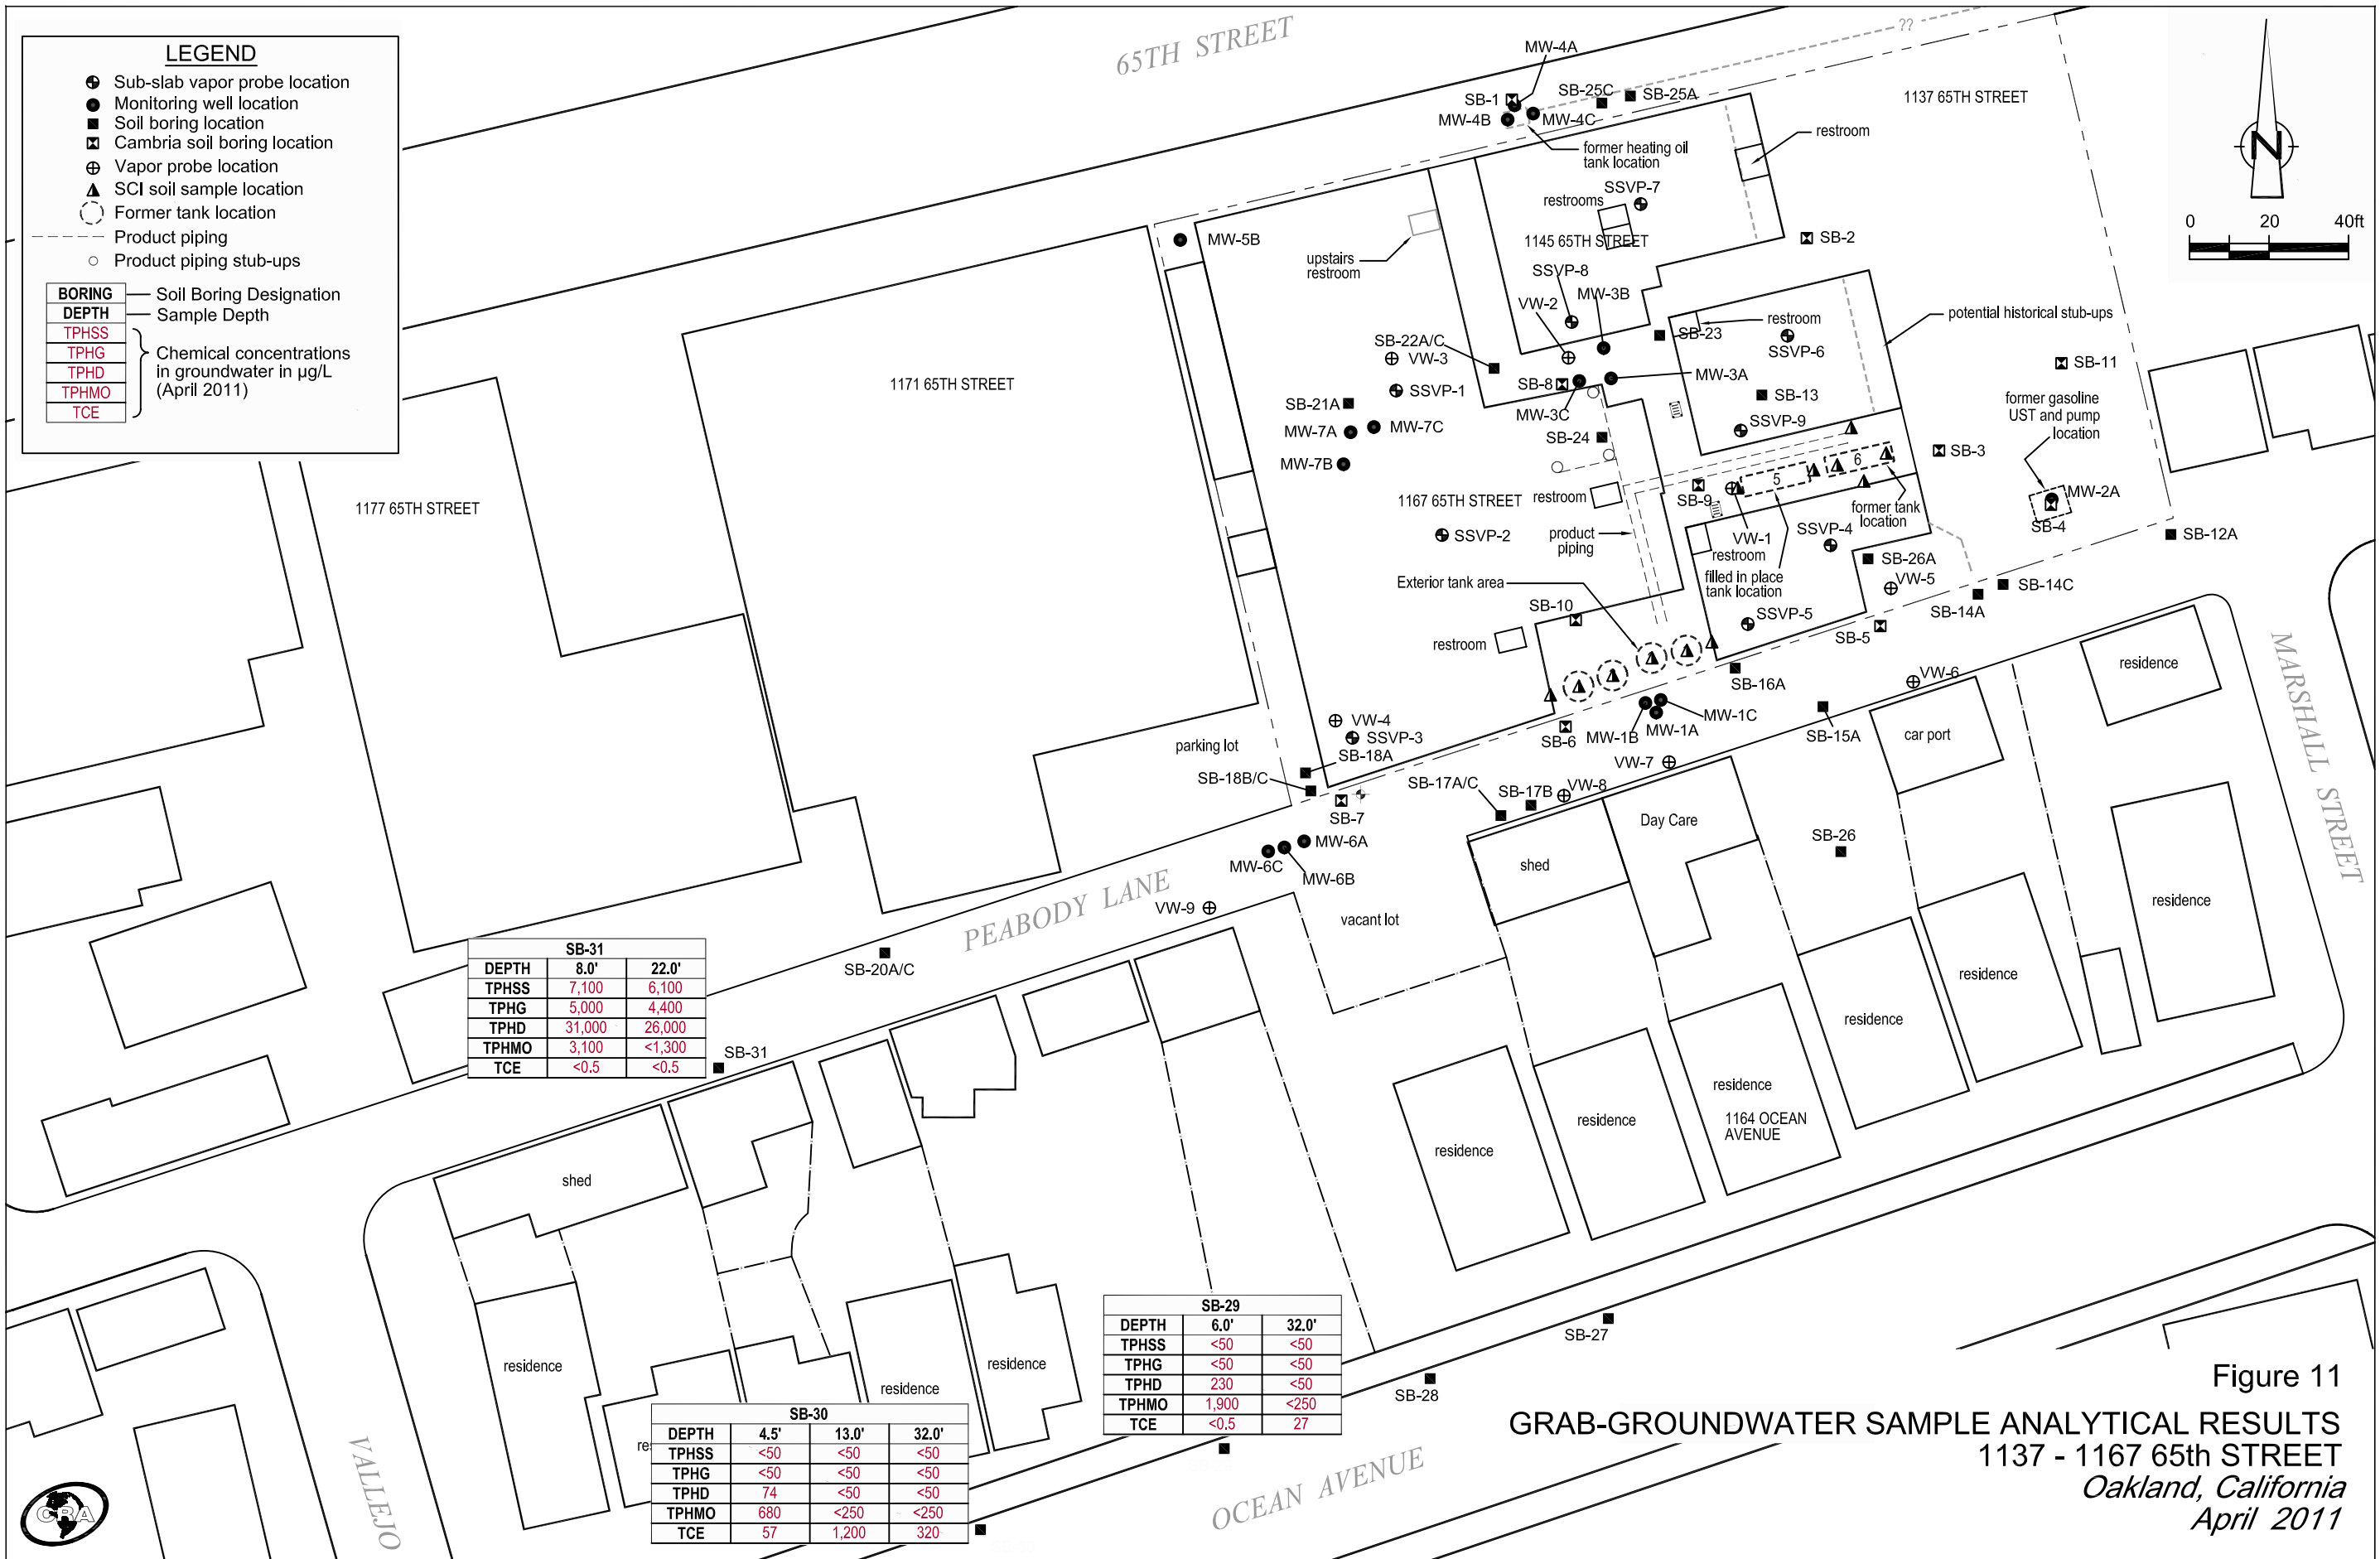 LEGEND
Sub-slab vapor probe location
Monitoring well location
Soil boring location
Cambria soil boring location
Vapor probe location
SCI soil sample location
Former tank location
Product piping
Product piping stub-ups
BORING Soil Boring Designation
DEPTH Sample Depth
TPHSS
TPHG
TPHD
TPHMO
TCE
Chemical concentrations
in groundwater in µg/L
(April 2011)
65TH STREET
??
MW-4A
SB-1
SB-25C
SB-25A
MW-4B
MW-4C
1137 65TH STREET
former heating oil
tank location
restroom
N
0 20 40ft
SSVP-7
restrooms
1145 65TH STREET
SB-2
MW-5B
upstairs
restroom
SSVP-8
MW-3B
VW-2
SB-22A/C
VW-3
SB-23
restroom
SSVP-6
potential historical stub-ups
SB-11
1171 65TH STREET
SSVP-1
SB-8
MW-3A
SB-13
SB-21A
MW-3C
MW-7A
MW-7C
SB-24
SSVP-9
former gasoline
UST and pump
location
MW-7B
SB-3
6
5
1177 65TH STREET
1167 65TH STREET
restroom
SB-9
MW-2A
SB-4
former tank
location
SSVP-2
product
piping
VW-1
SSVP-4
restroom
SB-12A
SB-26A
VW-5
Exterior tank area
filled in place
tank location
SB-14C
SB-14A
SB-10
SSVP-5
SB-5
restroom
SB-16A
VW-6
residence
MARSHALL STREET
VW-4
SSVP-3
MW-1C
MW-1A
MW-1B
SB-6
SB-15A
car port
parking lot
SB-18A
SB-18B/C
VW-7
SB-17A/C
SB-17B
VW-8
SB-7
Day Care
SB-26
MW-6A
MW-6C
MW-6B
shed
PEABODY LANE
VW-9
vacant lot
residence
SB-20A/C
residence
SB-31
DEPTH 8.0' 22.0'
TPHSS 7,100 6,100
TPHG 5,000 4,400
TPHD 31,000 26,000
TPHMO 3,100 <1,300
TCE <0.5 <0.5
SB-31
residence
residence
1164 OCEAN
AVENUE
residence
residence
shed
SB-29
DEPTH 6.0' 32.0'
TPHSS <50 <50
TPHG <50 <50
TPHD 230 <50
TPHMO 1,900 <250
TCE <0.5 27
SB-27
SB-28
residence
residence
residence
res
SB-30
DEPTH 4.5' 13.0' 32.0'
TPHSS <50 <50 <50
TPHG <50 <50 <50
TPHD 74 <50 <50
TPHMO 680 <250 <250
TCE 57 1,200 320
VALLEJO
OCEAN AVENUE
CRA
Figure 11
GRAB-GROUNDWATER SAMPLE ANALYTICAL RESULTS
1137 - 1167 65th STREET
Oakland, California
April 2011